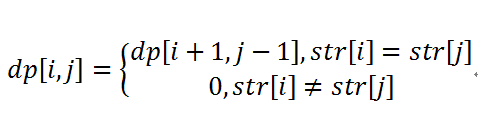 dp[i,j] = {dp[i + 1, j − 1], str[i] = str[j]
0, str[i] ≠ str[j]